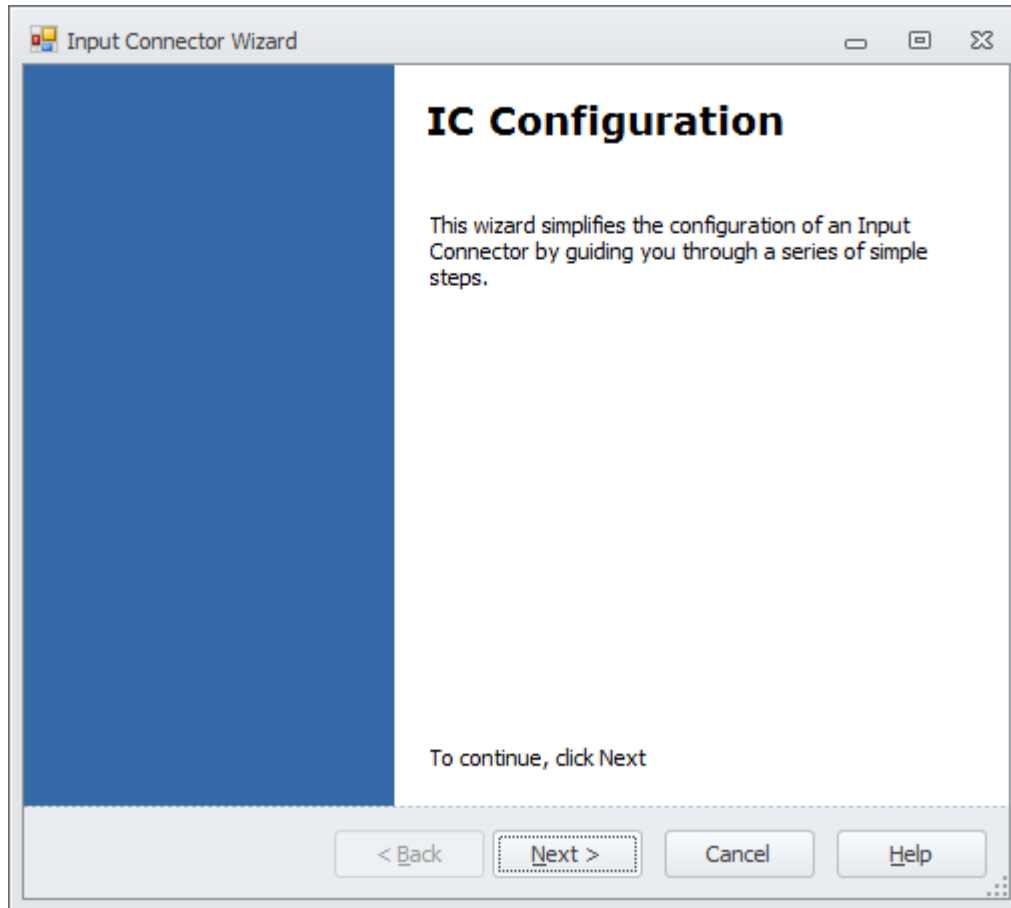 Input Connector Wizard
IC Configuration
This wizard simplifies the configuration of an Input
Connector by guiding you through a series of simple
steps.
To continue, click Next
< Back
Next >
Cancel
Help